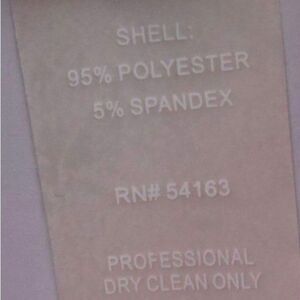 SHELL:
95% POLYESTER
5% SPANDEX
RN# 54163
PROFESSIONAL
DRY CLEAN ONLY